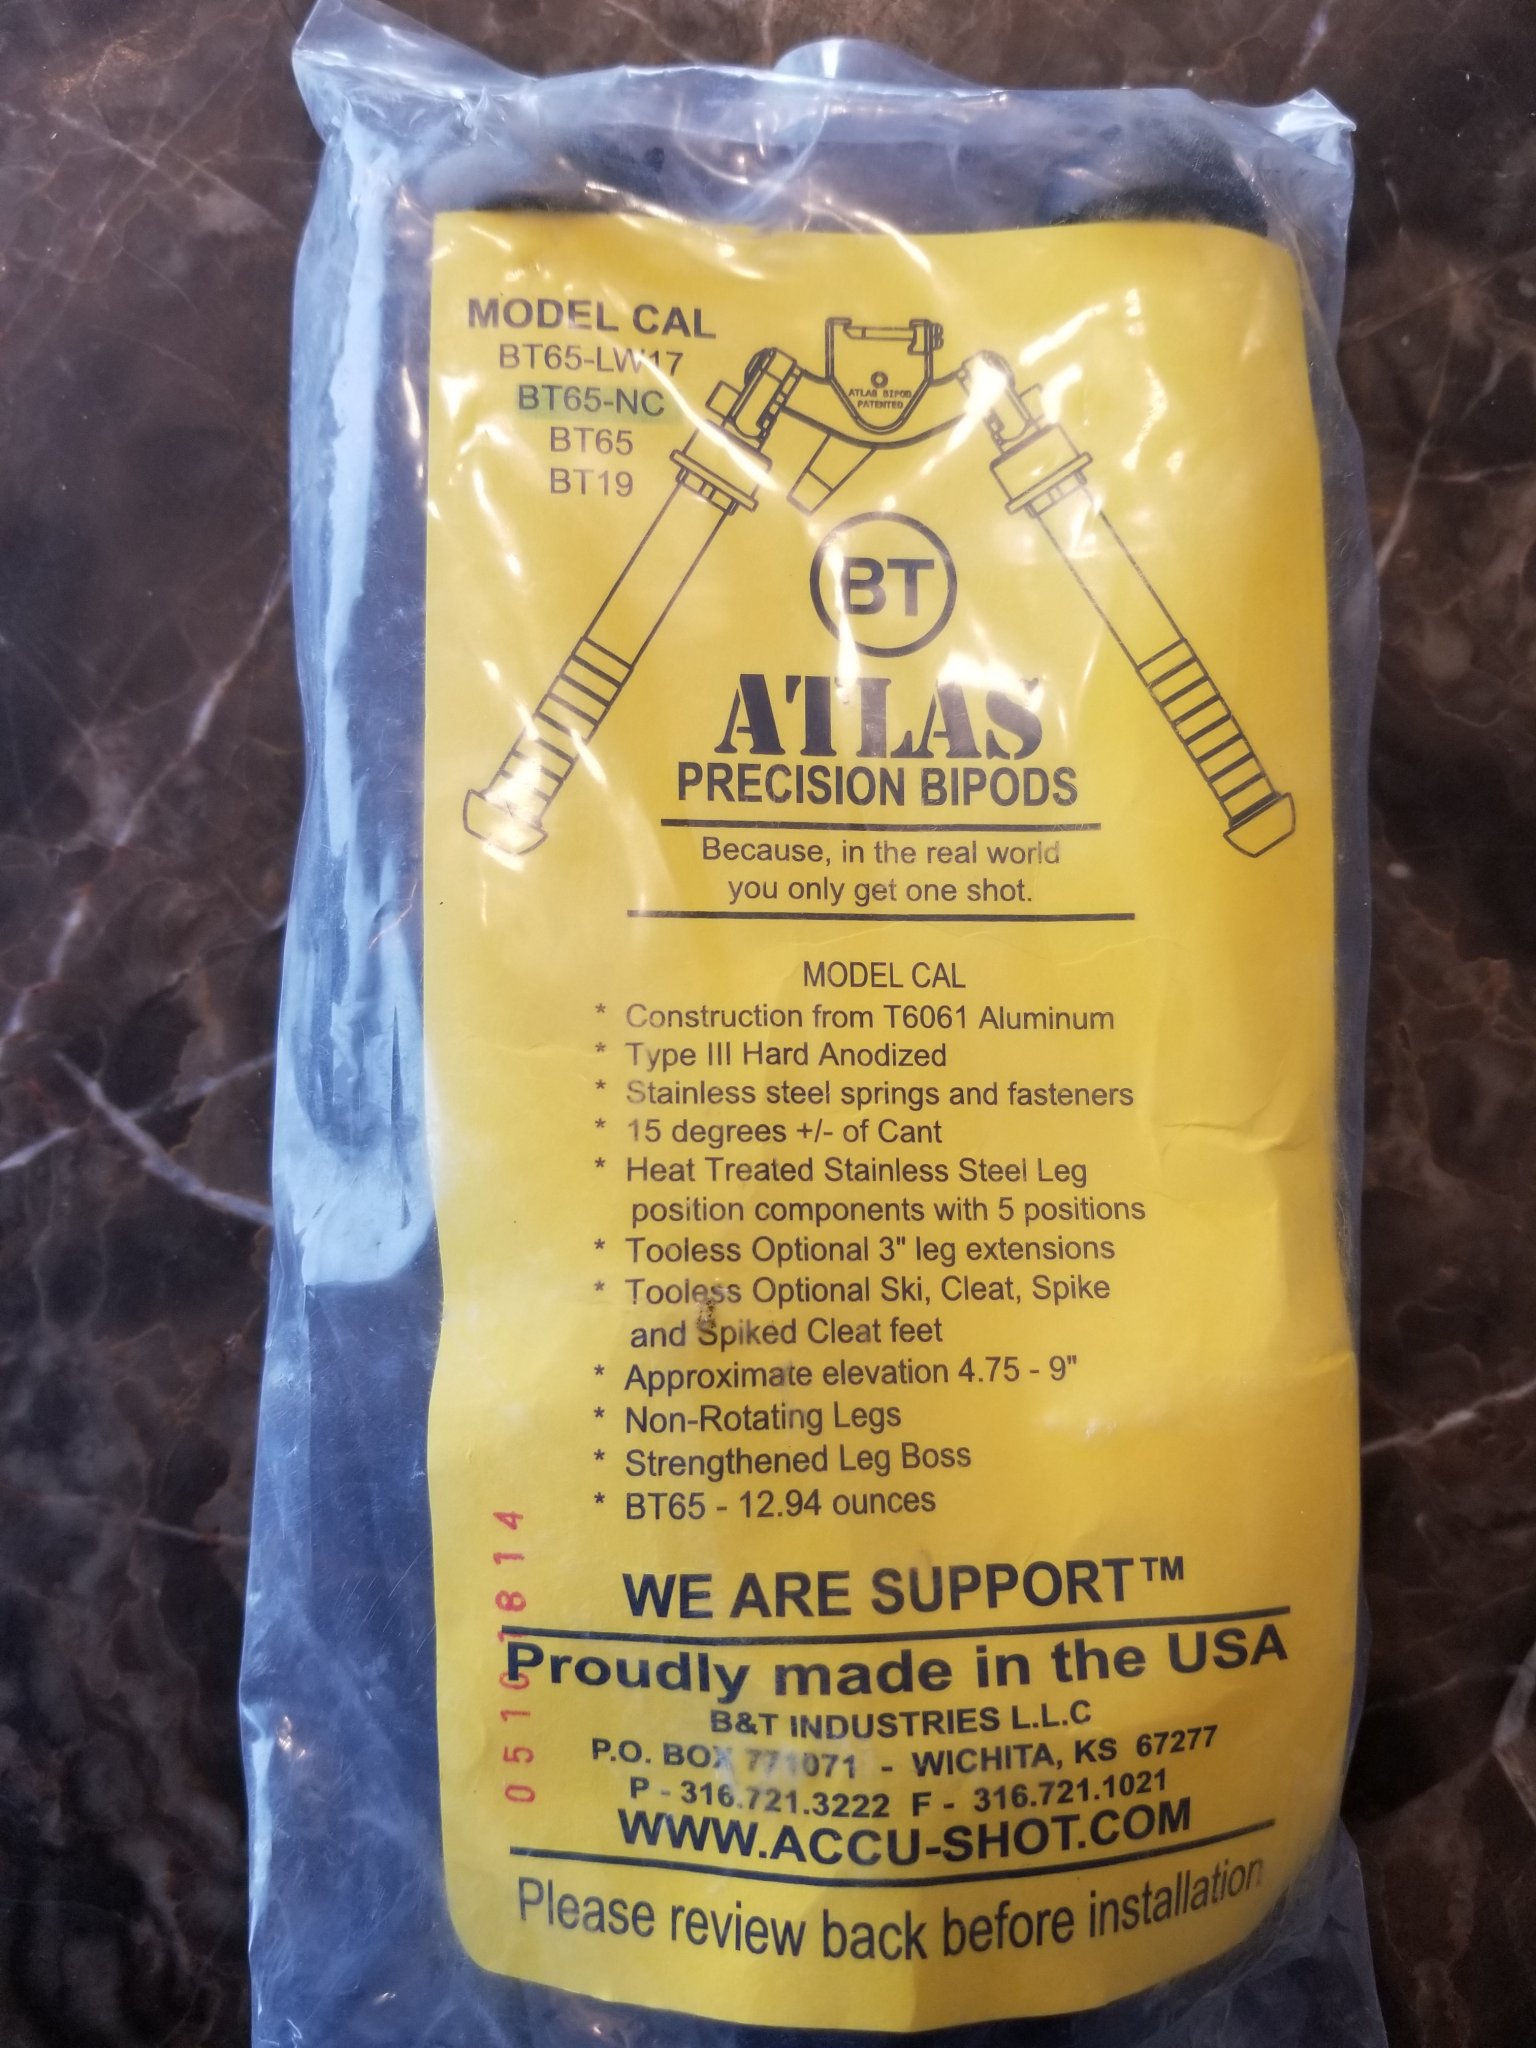 MODEL CAL
BT65-LW17
BT65-NC
BT65
BT19
ATLAS BIPOD
PATENTED
BT
ATLAS
PRECISION BIPODS
Because, in the real world
you only get one shot.
MODEL CAL
* Construction from T6061 Aluminum
* Type III Hard Anodized
* Stainless steel springs and fasteners
* 15 degrees +/- of Cant
* Heat Treated Stainless Steel Leg
position components with 5 positions
* Tooless Optional 3" leg extensions
* Tooless Optional Ski, Cleat, Spike
and Spiked Cleat feet
* Approximate elevation 4.75 - 9"
* Non-Rotating Legs
* Strengthened Leg Boss
* BT65 - 12.94 ounces
WE ARE SUPPORT™
Proudly made in the USA
B&T INDUSTRIES L.L.C
P.O. BOX 771071 - WICHITA, KS 67277
P - 316.721.3222 F - 316.721.1021
WWW.ACCU-SHOT.COM
Please review back before installation